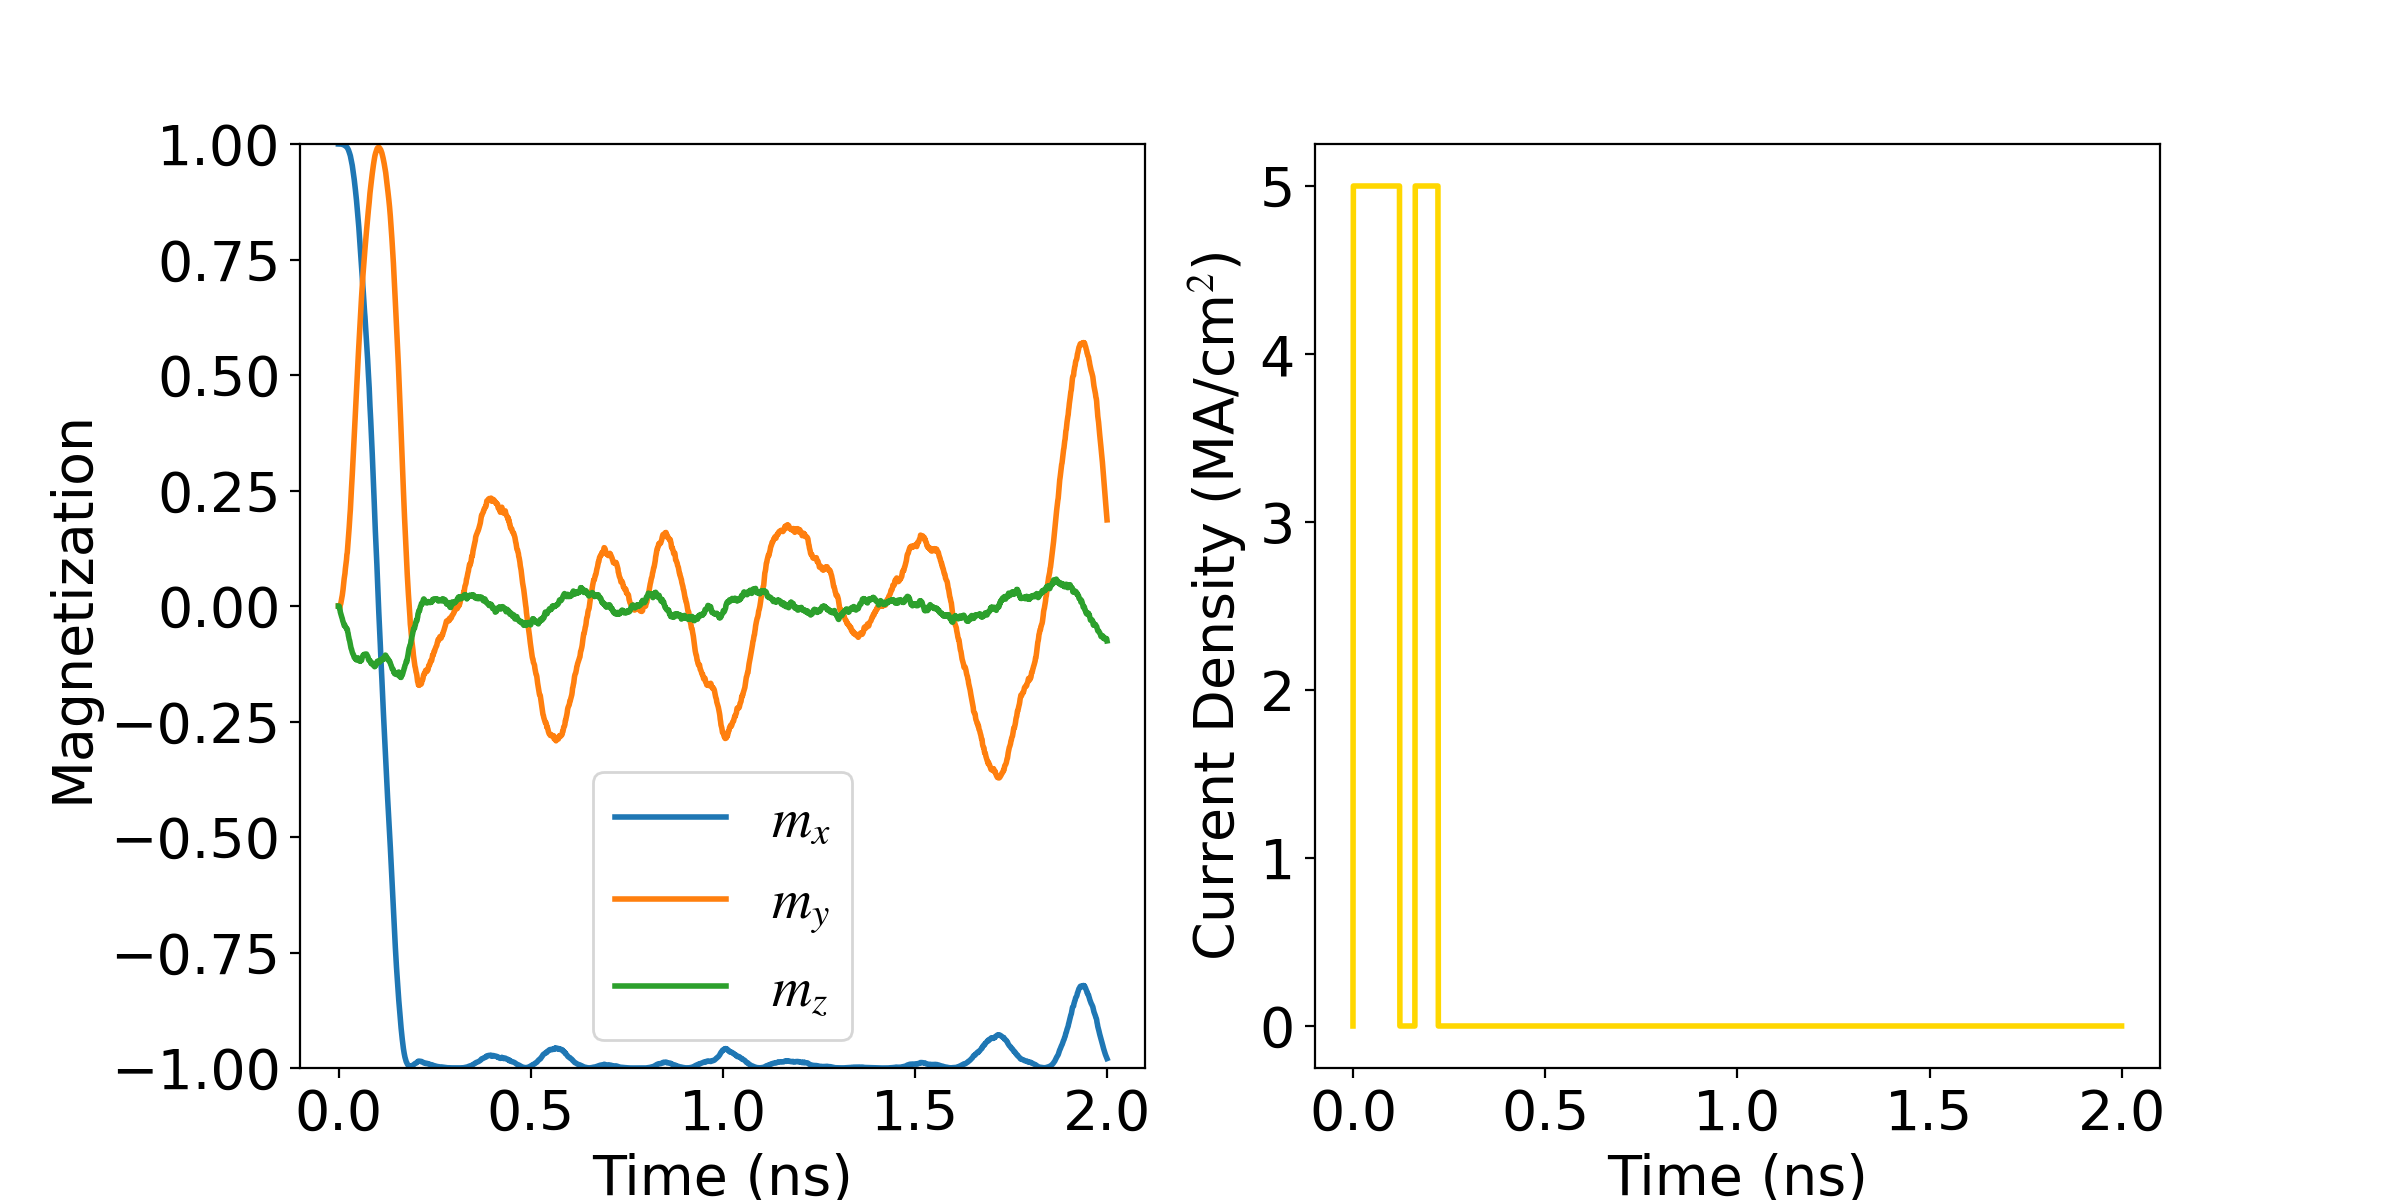 Magnetization
1.00
0.75
0.50
0.25
0.00
−0.25
−0.50
−0.75
−1.00
0.0 0.5 1.0 1.5 2.0
Time (ns)
m_x
m_y
m_z
Current Density (MA/cm²)
5
4
3
2
1
0
0.0 0.5 1.0 1.5 2.0
Time (ns)